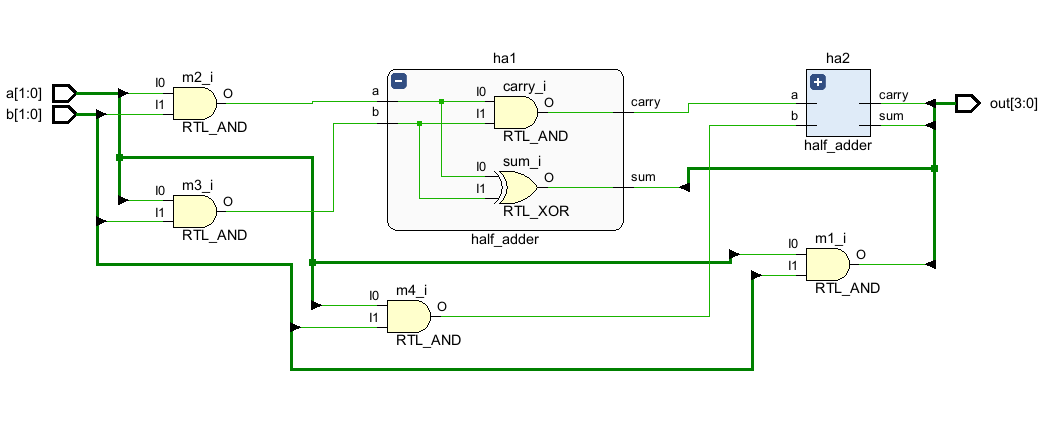 ha1
ha2
a[1:0]
b[1:0]
I0
I1
m2_i
O
RTL_AND
a
b
I0
I1
carry_i
O
RTL_AND
carry
a
b
carry
sum
half_adder
out[3:0]
I0
I1
m3_i
O
RTL_AND
I0
I1
sum_i
O
RTL_XOR
sum
half_adder
I0
I1
m1_i
O
RTL_AND
I0
I1
m4_i
O
RTL_AND